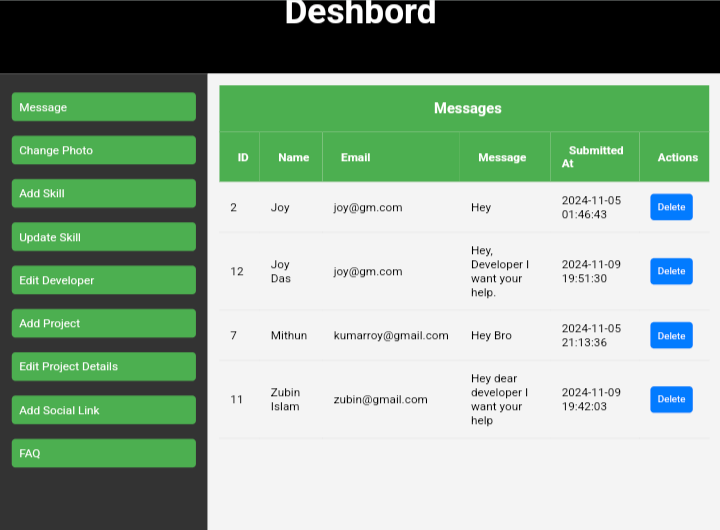 Deshbord
Message
Change Photo
Add Skill
Update Skill
Edit Developer
Add Project
Edit Project Details
Add Social Link
FAQ
Messages
ID Name Email Message Submitted At Actions
2 Joy joy@gm.com Hey 2024-11-05 01:46:43 Delete
12 Joy Das joy@gm.com Hey, Developer I want your help. 2024-11-09 19:51:30 Delete
7 Mithun kumarroy@gmail.com Hey Bro 2024-11-05 21:13:36 Delete
11 Zubin Islam zubin@gmail.com Hey dear developer I want your help 2024-11-09 19:42:03 Delete